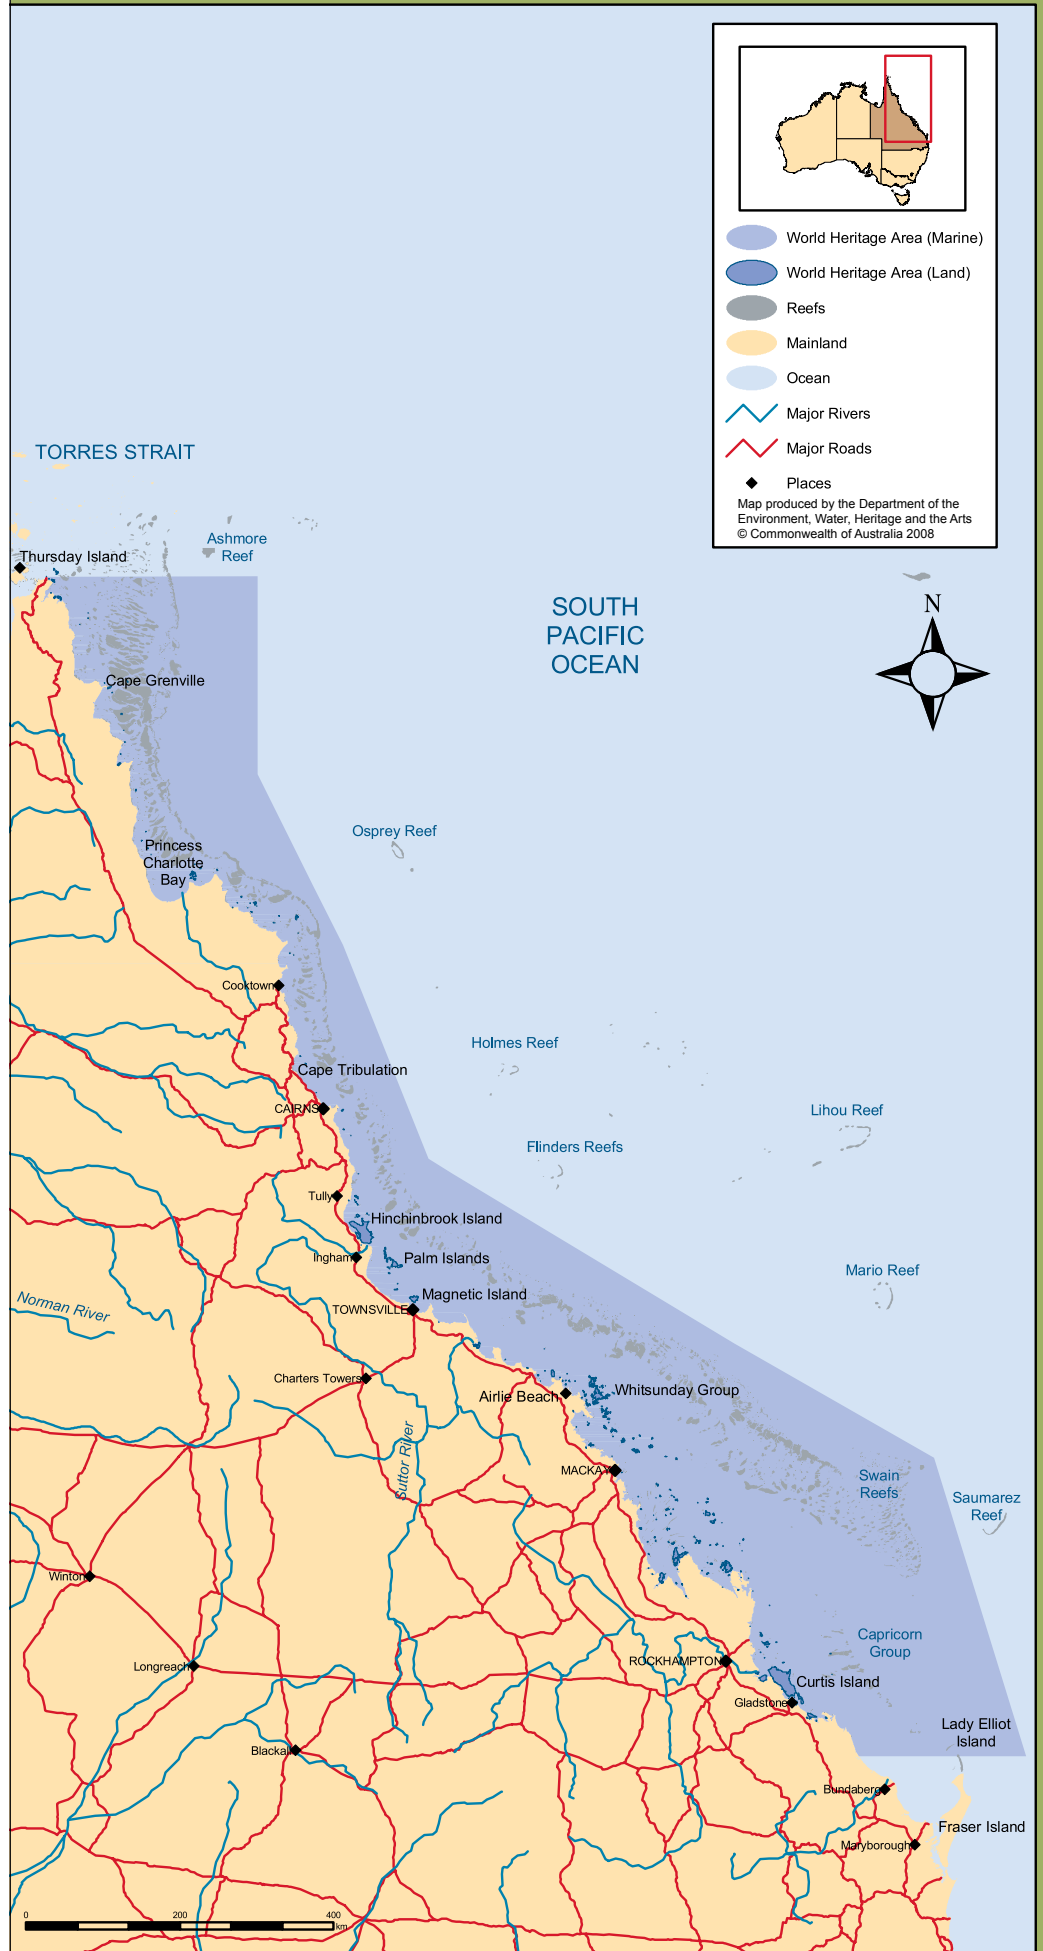 World Heritage Area (Marine)
World Heritage Area (Land)
Reefs
Mainland
Ocean
Major Rivers
Major Roads
Places
Map produced by the Department of the
Environment, Water, Heritage and the Arts
© Commonwealth of Australia 2008
TORRES STRAIT
Ashmore
Reef
Thursday Island
SOUTH
PACIFIC
OCEAN
N
Cape Grenville
Osprey Reef
Princess
Charlotte
Bay
Cooktown
Holmes Reef
Cape Tribulation
CAIRNS
Lihou Reef
Flinders Reefs
Tully
Hinchinbrook Island
Ingham
Palm Islands
Mario Reef
Magnetic Island
TOWNSVILLE
Norman River
Charters Towers
Airlie Beach
Whitsunday Group
Suttor River
MACKAY
Swain
Reefs
Saumarez
Reef
Winton
Capricorn
Group
ROCKHAMPTON
Longreach
Curtis Island
Gladstone
Lady Elliot
Island
Blackall
Bundaberg
Fraser Island
Maryborough
0 200 400
km